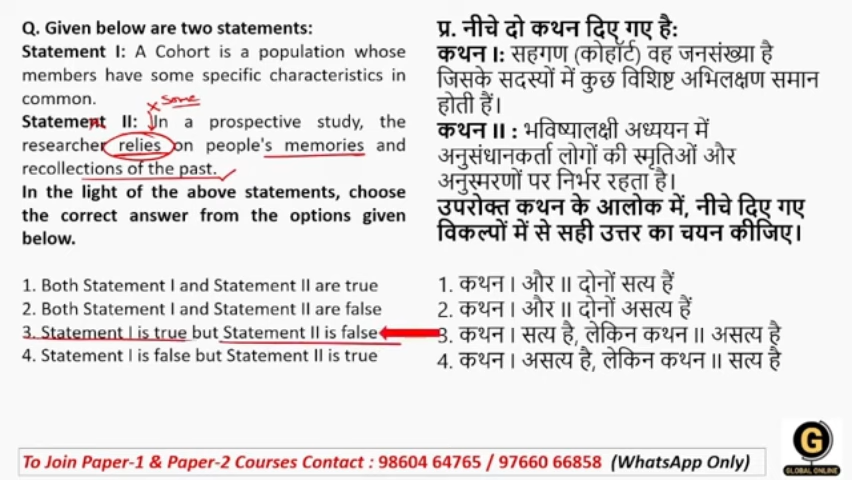 Q. Given below are two statements:
Statement I: A Cohort is a population whose
members have some specific characteristics in
common.
some
Statement II: In a prospective study, the
researcher relies on people's memories and
recollections of the past.
In the light of the above statements, choose
the correct answer from the options given
below.
1. Both Statement I and Statement II are true
2. Both Statement I and Statement II are false
3. Statement I is true but Statement II is false
4. Statement I is false but Statement II is true
प्र. नीचे दो कथन दिए गए है:
कथन I: सहगण (कोहॉर्ट) वह जनसंख्या है
जिसके सदस्यों में कुछ विशिष्ट अभिलक्षण समान
होती हैं।
कथन II : भविष्यालक्षी अध्ययन में
अनुसंधानकर्ता लोगों की स्मृतिओं और
अनुस्मरणों पर निर्भर रहता है।
उपरोक्त कथन के आलोक में, नीचे दिए गए
विकल्पों में से सही उत्तर का चयन कीजिए।
1. कथन I और II दोनों सत्य हैं
2. कथन I और II दोनों असत्य हैं
3. कथन I सत्य है, लेकिन कथन II असत्य है
4. कथन I असत्य है, लेकिन कथन II सत्य है
G
GLOBAL ONLINE
To Join Paper-1 & Paper-2 Courses Contact : 98604 64765 / 97660 66858 (WhatsApp Only)